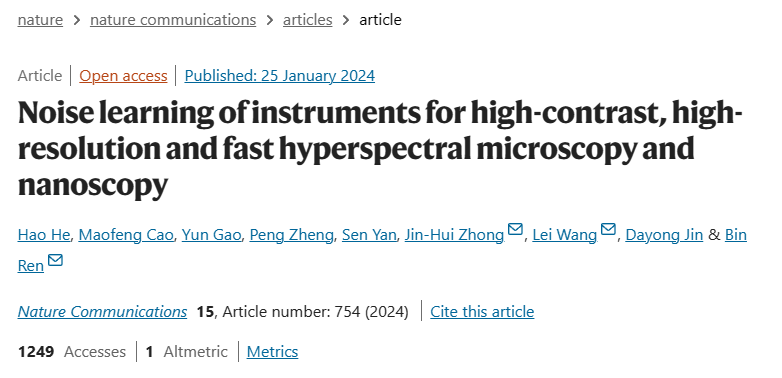 nature > nature communications > articles > article
Article | Open access | Published: 25 January 2024
Noise learning of instruments for high-contrast, high-
resolution and fast hyperspectral microscopy and
nanoscopy
Hao He, Maofeng Cao, Yun Gao, Peng Zheng, Sen Yan, Jin-Hui Zhong, Lei Wang, Dayong Jin & Bin
Ren
Nature Communications 15, Article number: 754 (2024) | Cite this article
1249 Accesses | 1 Altmetric | Metrics